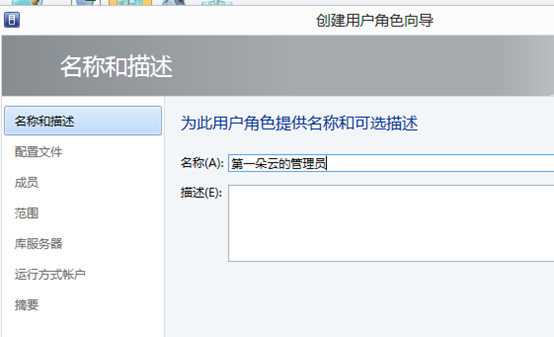 创建用户角色向导
名称和描述
名称和描述
配置文件
成员
范围
库服务器
运行方式帐户
摘要
为此用户角色提供名称和可选描述
名称(A): 第一朵云的管理员
描述(E):